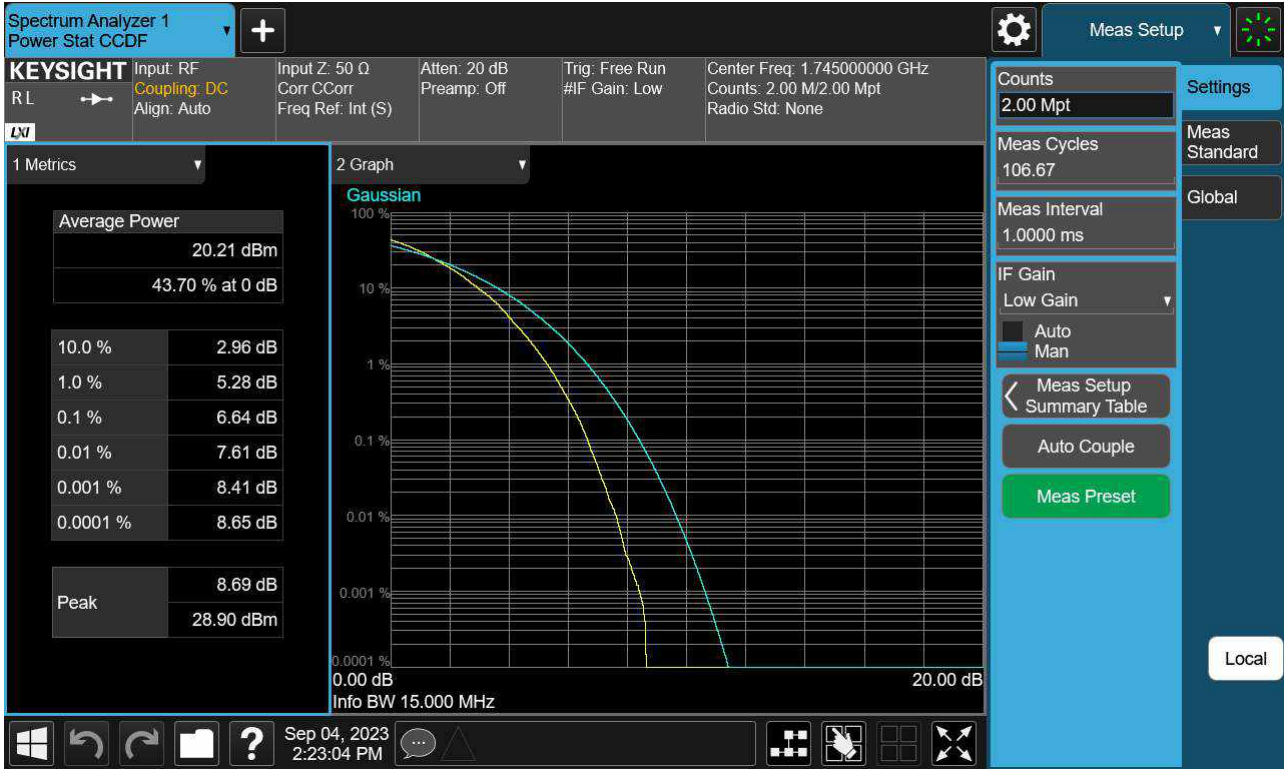 Spectrum Analyzer 1
Power Stat CCDF
+
Meas Setup
KEYSIGHT
RL
LXI
Input: RF
Coupling: DC
Align: Auto
Input Z: 50 Ω
Corr CCorr
Freq Ref: Int (S)
Atten: 20 dB
Preamp: Off
Trig: Free Run
#IF Gain: Low
Center Freq: 1.745000000 GHz
Counts: 2.00 M/2.00 Mpt
Radio Std: None
1 Metrics
Average Power
20.21 dBm
43.70 % at 0 dB
10.0 % 2.96 dB
1.0 % 5.28 dB
0.1 % 6.64 dB
0.01 % 7.61 dB
0.001 % 8.41 dB
0.0001 % 8.65 dB
Peak
8.69 dB
28.90 dBm
2 Graph
Gaussian
100 %
10 %
1 %
0.1 %
0.01 %
0.001 %
0.0001 %
0.00 dB 20.00 dB
Info BW 15.000 MHz
Counts
2.00 Mpt
Meas Cycles
106.67
Meas Interval
1.0000 ms
IF Gain
Low Gain
Auto
Man
Meas Setup
Summary Table
Auto Couple
Meas Preset
Settings
Meas
Standard
Global
Local
?
Sep 04, 2023
2:23:04 PM